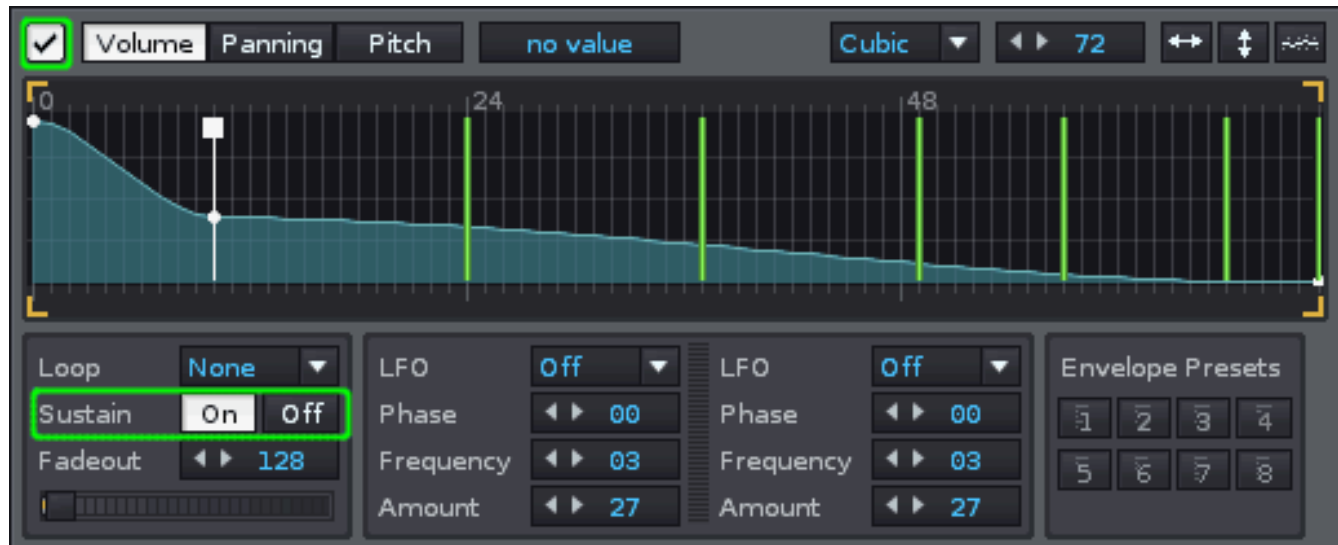 Volume Panning Pitch no value Cubic 72
0 24 48
Loop None LFO Off LFO Off Envelope Presets
Sustain On Off Phase 00 Phase 00 1 2 3 4
Fadeout 128 Frequency 03 Frequency 03 5 6 7 8
Amount 27 Amount 27